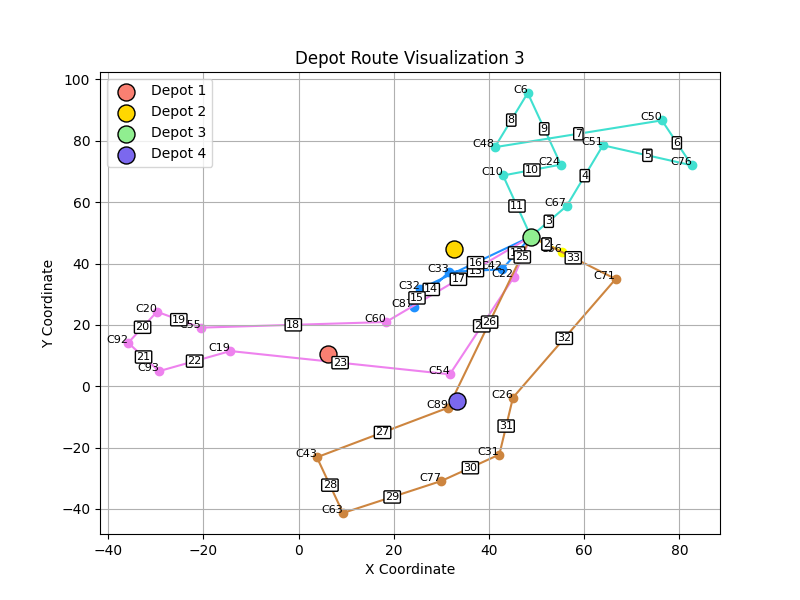 Depot Route Visualization 3
Depot 1
Depot 2
Depot 3
Depot 4
Y Coordinate
X Coordinate
100
80
60
40
20
0
−20
−40
−40
−20
0
20
40
60
80
C6
C50
C48
C51
C24
C76
C10
C67
C71
C33
C42
C22
C32
C20
C60
C55
C92
C19
C93
C54
C89
C26
C43
C31
C77
C63
2
3
4
5
6
7
8
9
10
11
13
14
15
16
17
18
19
20
21
22
23
25
26
27
28
29
30
31
32
33